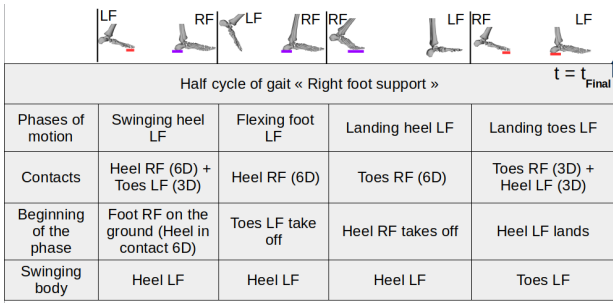 LF RF LF RF RF LF RF LF
t = tFinal
Half cycle of gait « Right foot support »
Phases of motion
Swinging heel LF
Flexing foot LF
Landing heel LF
Landing toes LF
Contacts
Heel RF (6D) + Toes LF (3D)
Heel RF (6D)
Toes RF (6D)
Toes RF (3D) + Heel LF (3D)
Beginning of the phase
Foot RF on the ground (Heel in contact 6D)
Toes LF take off
Heel RF takes off
Heel LF lands
Swinging body
Heel LF
Heel LF
Heel LF
Toes LF